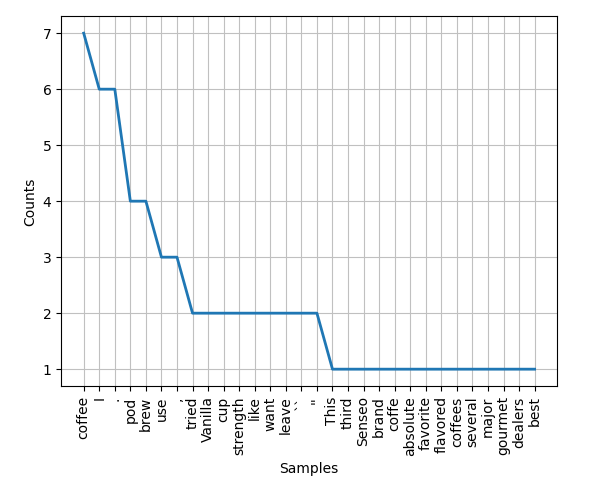 7
6
5
4
3
2
1
Counts
coffee
I
.
pod
brew
use
,
tried
Vanilla
cup
strength
like
want
leave
``
''
This
third
Senseo
brand
coffe
absolute
favorite
flavored
coffees
several
major
gourmet
dealers
best
Samples